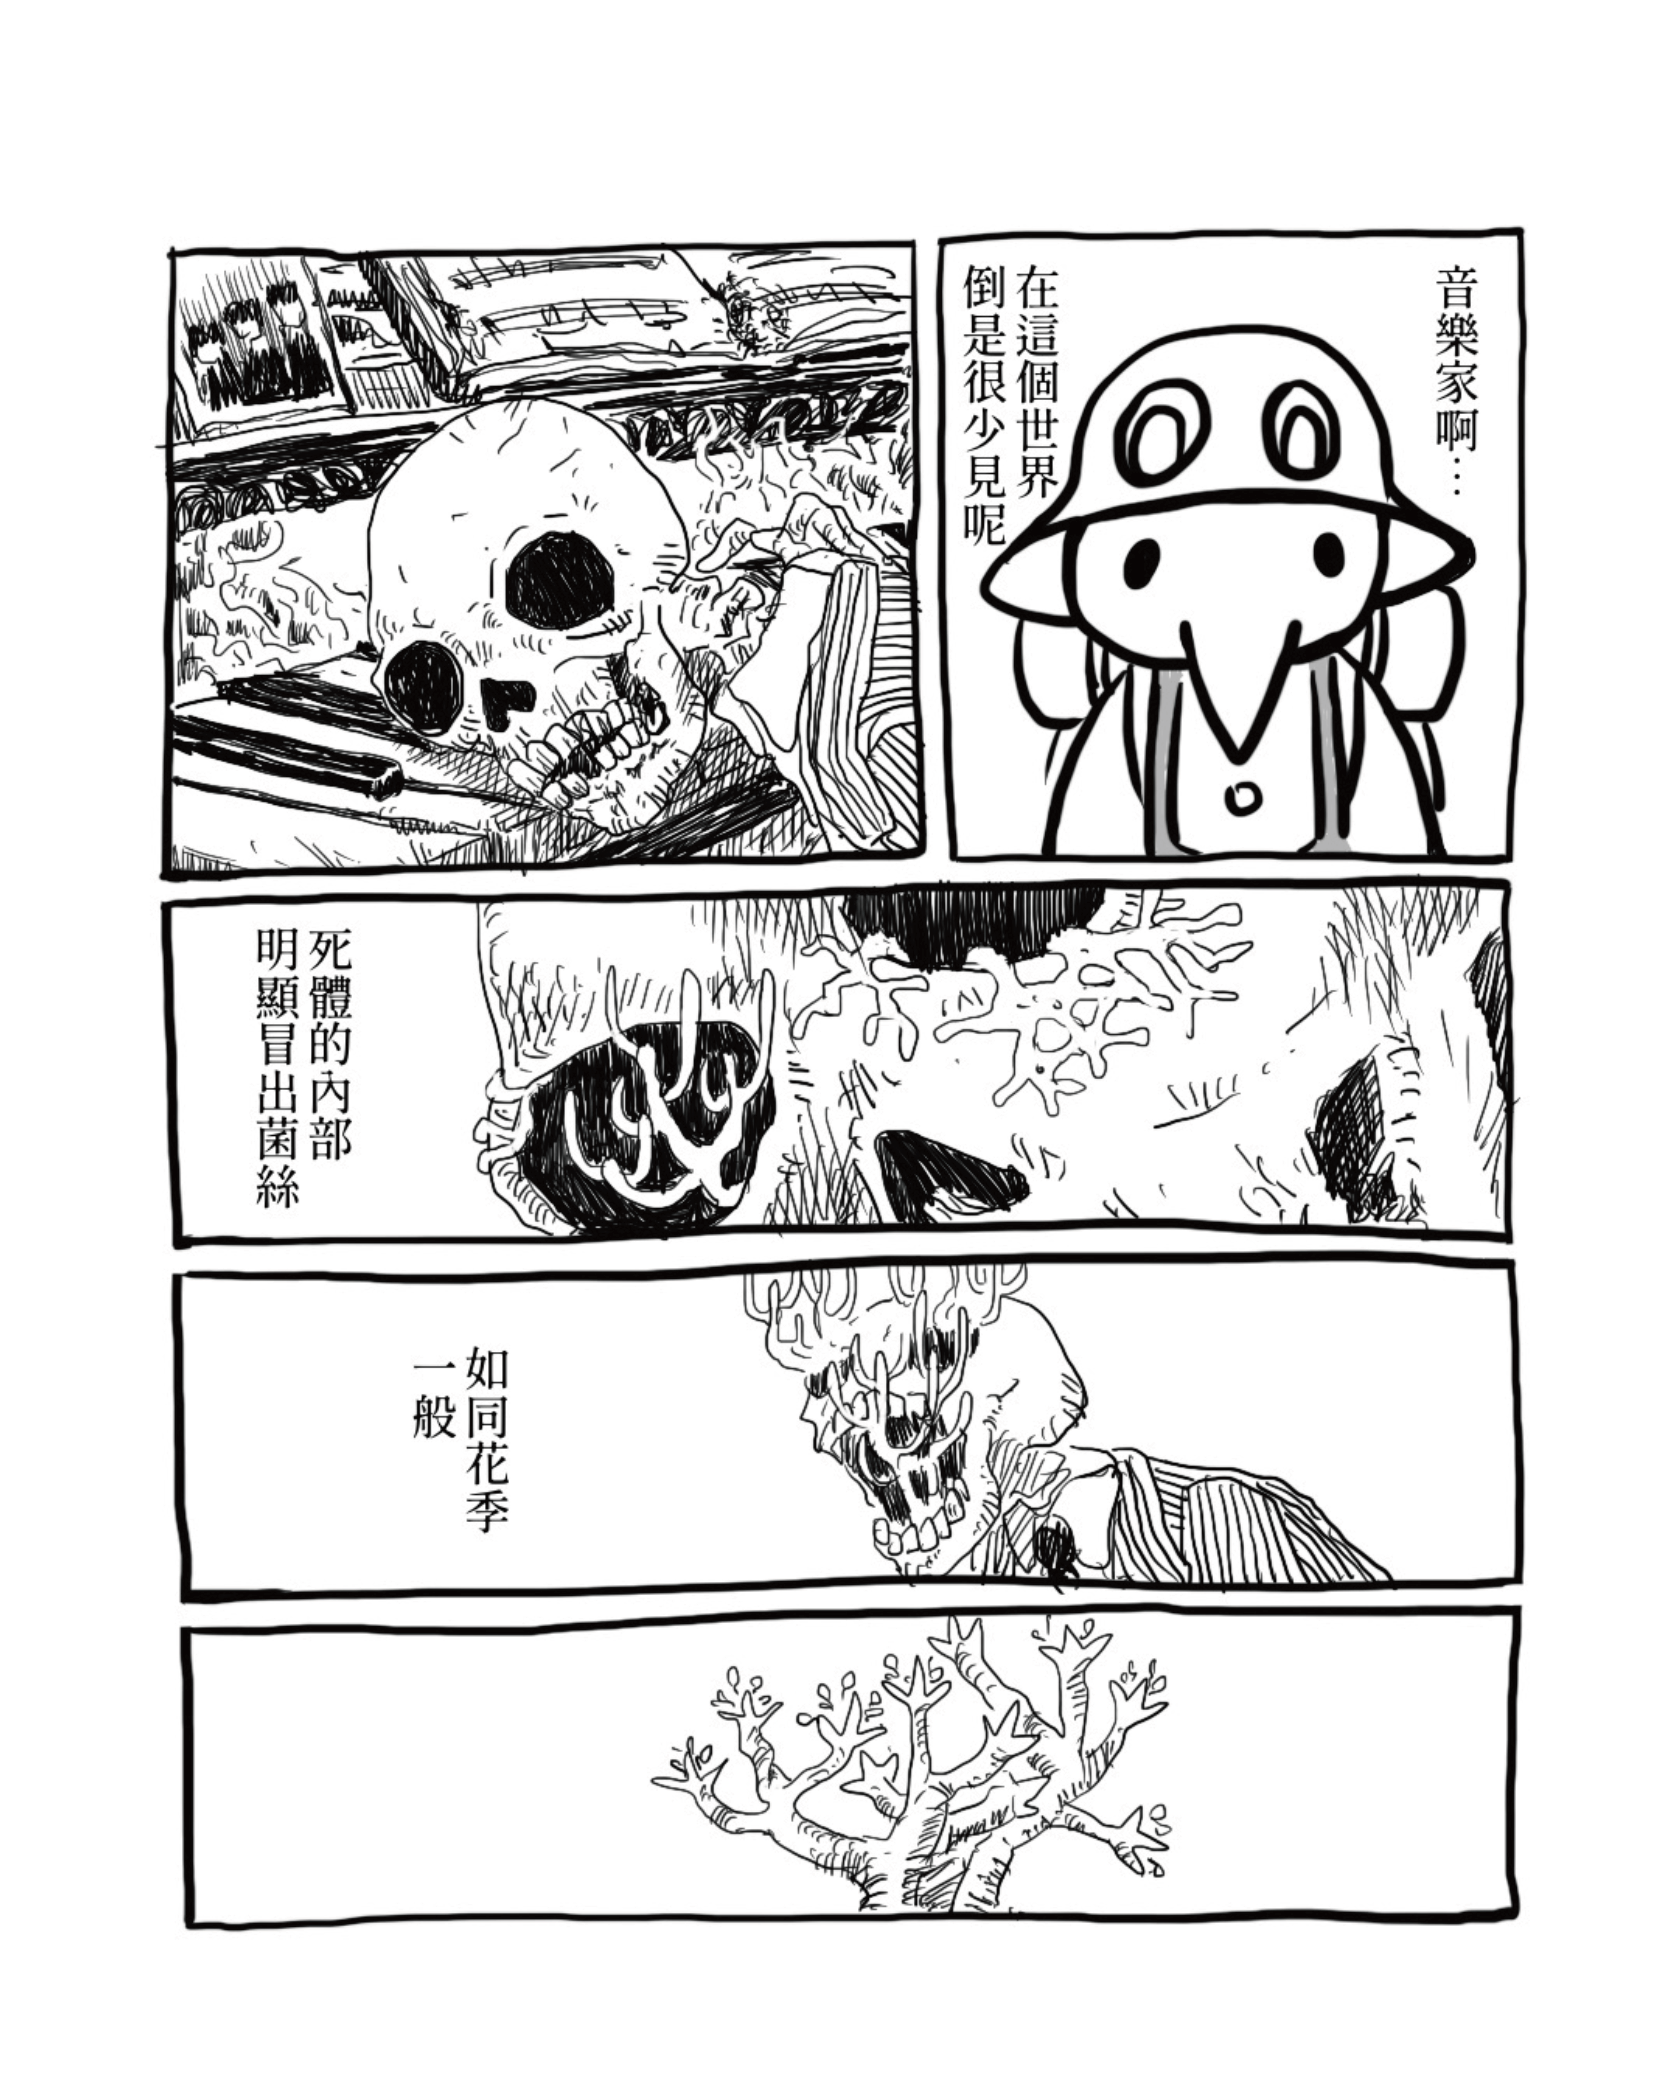 音樂家啊…
在這個世界
倒是很少見呢
死體的內部
明顯冒出菌絲
如同花季
一般